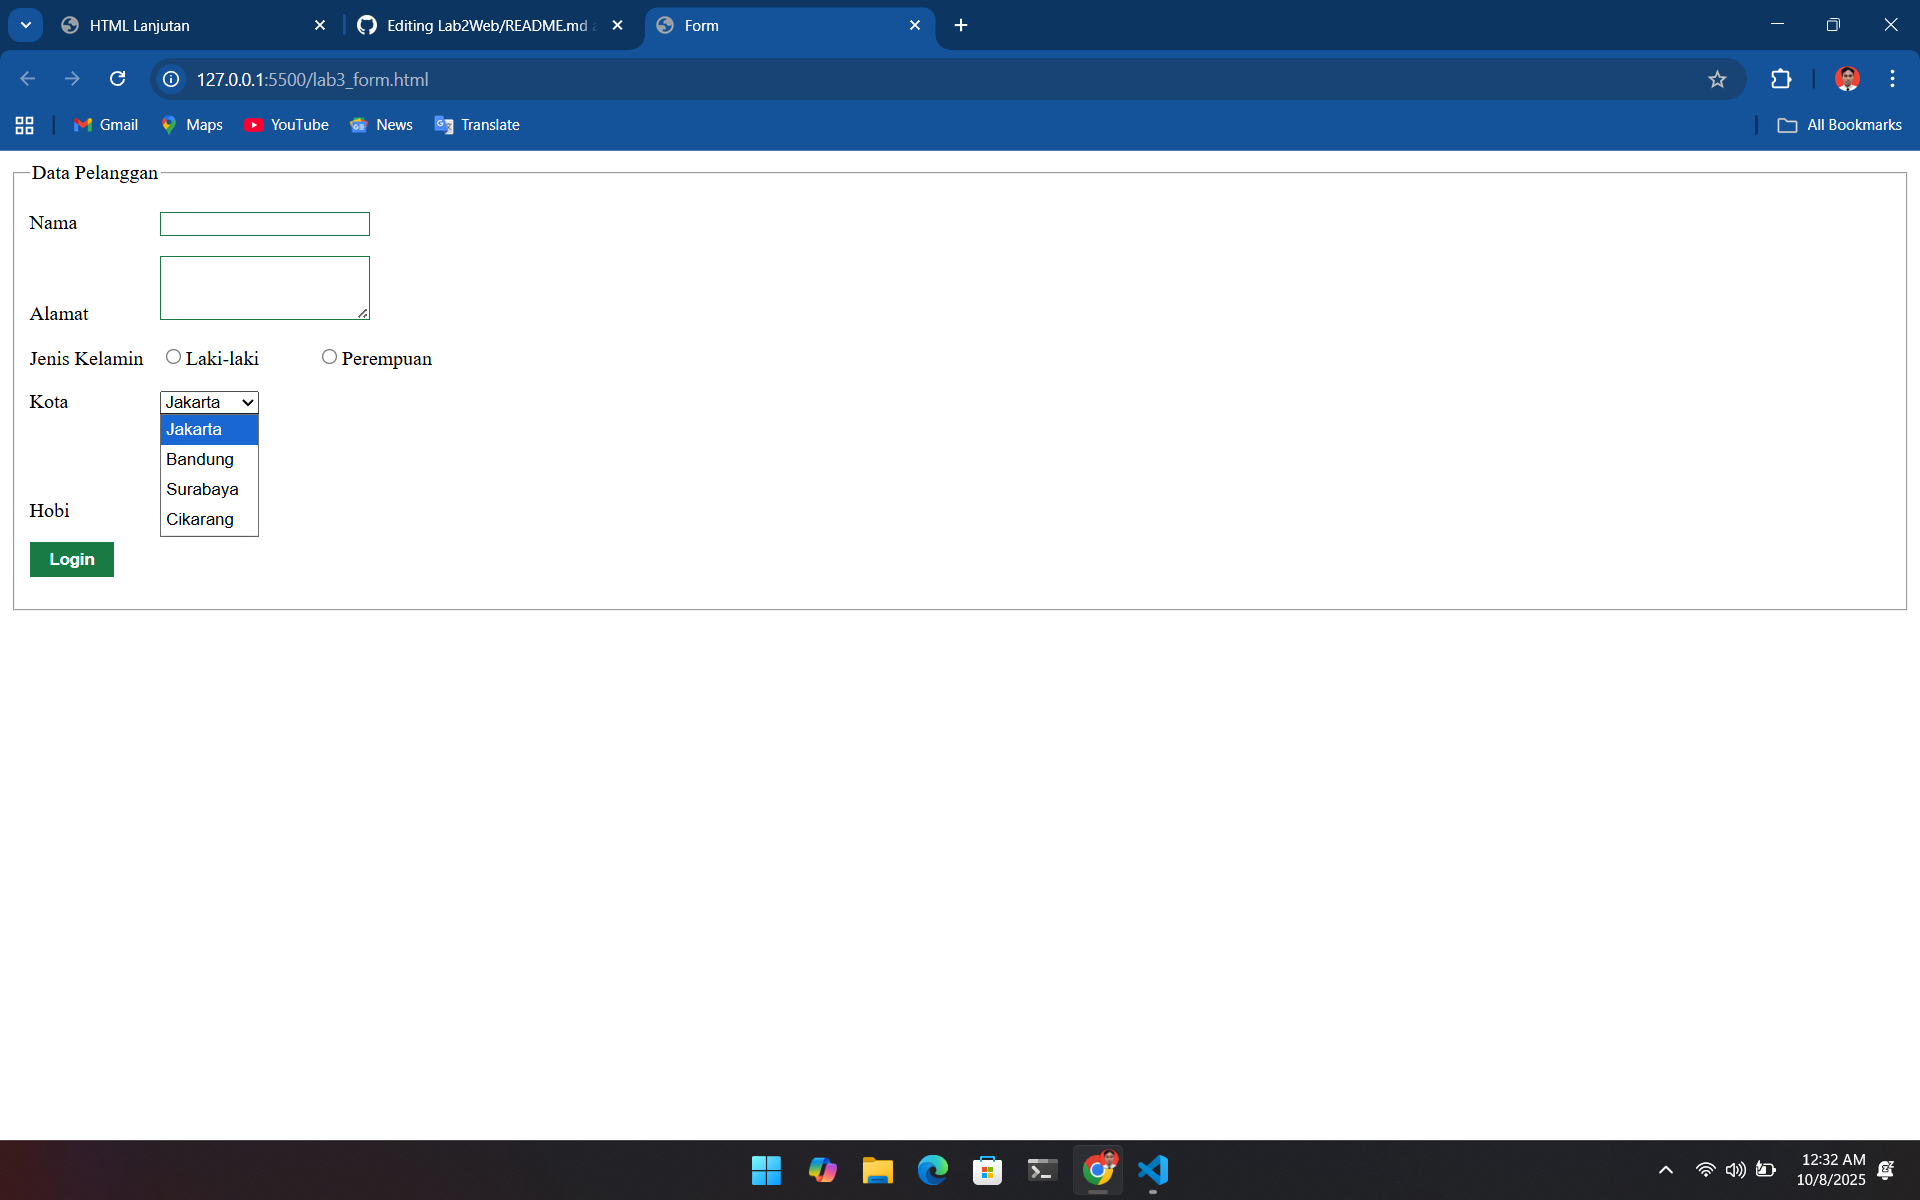 HTML Lanjutan
Editing Lab2Web/README.md
Form
127.0.0.1:5500/lab3_form.html
Gmail
Maps
YouTube
News
Translate
All Bookmarks
Data Pelanggan
Nama
Alamat
Jenis Kelamin
Laki-laki
Perempuan
Kota
Jakarta
Jakarta
Bandung
Surabaya
Cikarang
Hobi
Login
12:32 AM
10/8/2025